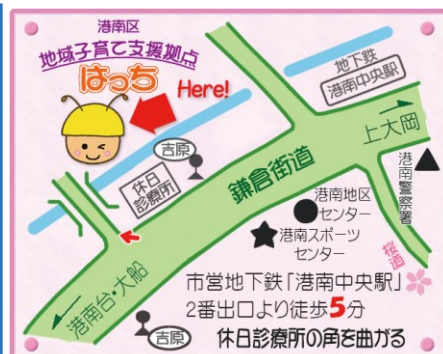 港南区
地域子育て支援拠点
はっち
Here!
地下鉄
港南中央駅
上大岡
吉原
休日
診療所
鎌倉街道
港南警察署
港南地区
センター
港南スポーツ
センター
桜道
港南台・大船
吉原
市営地下鉄「港南中央駅」
2番出口より徒歩5分
休日診療所の角を曲がる